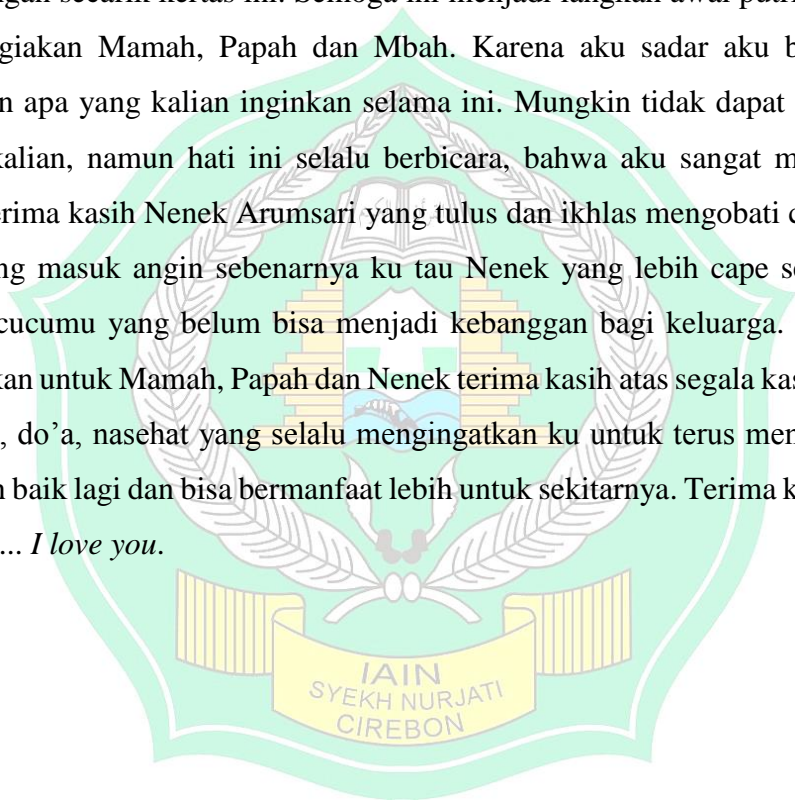 ngan secarik kertas ini. Semoga ini menjadi langkah awal putri
giakan Mamah, Papah dan Mbah. Karena aku sadar aku b
n apa yang kalian inginkan selama ini. Mungkin tidak dapat
kalian, namun hati ini selalu berbicara, bahwa aku sangat m
erima kasih Nenek Arumsari yang tulus dan ikhlas mengobati c
ng masuk angin sebenarnya ku tau Nenek yang lebih cape se
cucumu yang belum bisa menjadi kebanggan bagi keluarga.
kan untuk Mamah, Papah dan Nenek terima kasih atas segala kas
, do'a, nasehat yang selalu mengingatkan ku untuk terus men
n baik lagi dan bisa bermanfaat lebih untuk sekitarnya. Terima k
... I love you.
IAIN
SYEKH NURJATI
CIREBON